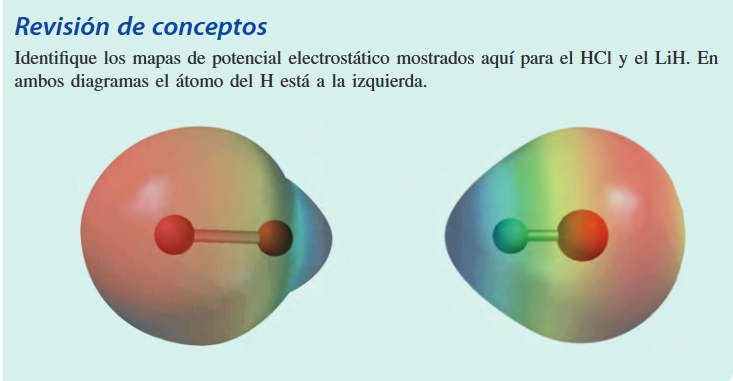 Revisión de conceptos
Identifique los mapas de potencial electrostático mostrados aquí para el HCl y el LiH. En
ambos diagramas el átomo del H está a la izquierda.